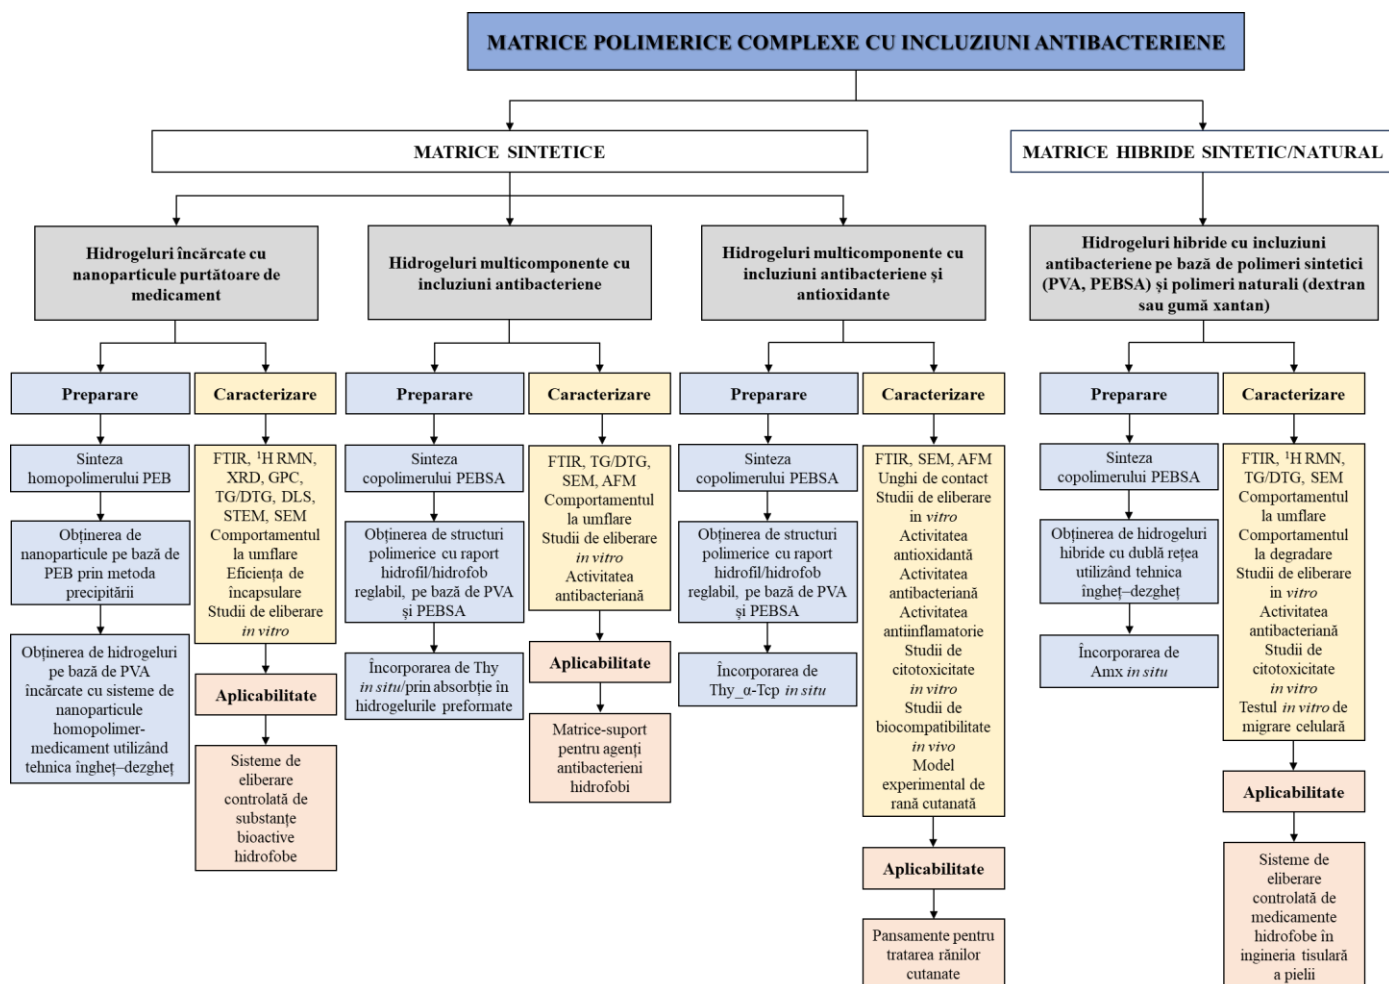 MATRICE POLIMERICE COMPLEXE CU INCLUZIUNI ANTIBACTERIENE
MATRICE SINTETICE
MATRICE HIBRIDE SINTETIC/NATURAL
Hidrogeluri încărcate cu
nanoparticule purtătoare de
medicament
Hidrogeluri multicomponente cu
incluziuni antibacteriene
Hidrogeluri multicomponente cu
incluziuni antibacteriene și
antioxidante
Hidrogeluri hibride cu incluziuni
antibacteriene pe bază de polimeri sintetici
(PVA, PEBSA) și polimeri naturali (dextran
sau gumă xantan)
Preparare
Sinteza
homopolimerului PEB
Obținerea de
nanoparticule pe bază de
PEB prin metoda
precipitării
Obținerea de hidrogeluri
pe bază de PVA
încărcate cu sisteme de
nanoparticule
homopolimer-
medicament utilizând
tehnica îngheț–dezgheț
Caracterizare
FTIR, ¹H RMN,
XRD, GPC,
TG/DTG, DLS,
STEM, SEM
Comportamentul
la umflare
Eficiența de
încapsulare
Studii de eliberare
in vitro
Aplicabilitate
Sisteme de
eliberare
controlată de
substanțe
bioactive
hidrofobe
Preparare
Sinteza
copolimerului PEBSA
Obținerea de structuri
polimerice cu raport
hidrofil/hidrofob
reglabil, pe bază de PVA
și PEBSA
Încorporarea de Thy
in situ/prin absorbție în
hidrogelurile preformate
Caracterizare
FTIR, TG/DTG,
SEM, AFM
Comportamentul
la umflare
Studii de eliberare
in vitro
Activitatea
antibacteriană
Aplicabilitate
Matrice-suport
pentru agenți
antibacterieni
hidrofobi
Preparare
Sinteza
copolimerului PEBSA
Obținerea de structuri
polimerice cu raport
hidrofil/hidrofob
reglabil, pe bază de PVA
și PEBSA
Încorporarea de
Thy_α-Tcp in situ
Caracterizare
FTIR, SEM, AFM
Unghi de contact
Studii de eliberare
in vitro
Activitatea
antioxidantă
Activitatea
antibacteriană
Activitatea
antiinflamatorie
Studii de
citotoxicitate
in vitro
Studii de
biocompatibilitate
in vivo
Model
experimental de
rană cutanată
Aplicabilitate
Pansamente pentru
tratarea rănilor
cutanate
Preparare
Sinteza
copolimerului PEBSA
Obținerea de hidrogeluri
hibride cu dublă rețea
utilizând tehnica
îngheț–dezgheț
Încorporarea de
Amx in situ
Caracterizare
FTIR, ¹H RMN,
TG/DTG, SEM
Comportamentul
la umflare
Comportamentul
la degradare
Studii de eliberare
in vitro
Activitatea
antibacteriană
Studii de
citotoxicitate
in vitro
Testul in vitro de
migrare celulară
Aplicabilitate
Sisteme de
eliberare
controlată de
medicamente
hidrofobe în
ingineria tisulară
a pielii